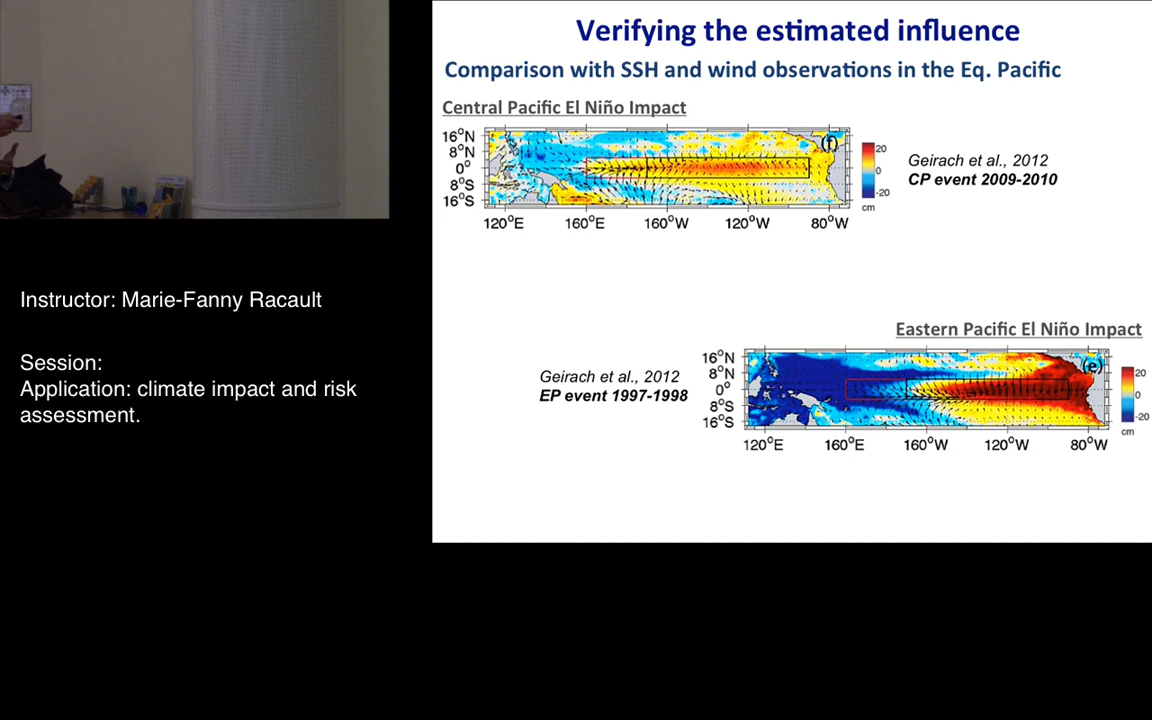 Verifying the estimated influence
Comparison with SSH and wind observations in the Eq. Pacific
Central Pacific El Niño Impact
16°N
8°N
0°
8°S
16°S
120°E 160°E 160°W 120°W 80°W
(f)
20
0
-20
cm
Geirach et al., 2012
CP event 2009-2010
Instructor: Marie-Fanny Racault
Session:
Application: climate impact and risk
assessment.
Eastern Pacific El Niño Impact
Geirach et al., 2012
EP event 1997-1998
16°N
8°N
0°
8°S
16°S
120°E 160°E 160°W 120°W 80°W
(e)
20
0
-20
cm